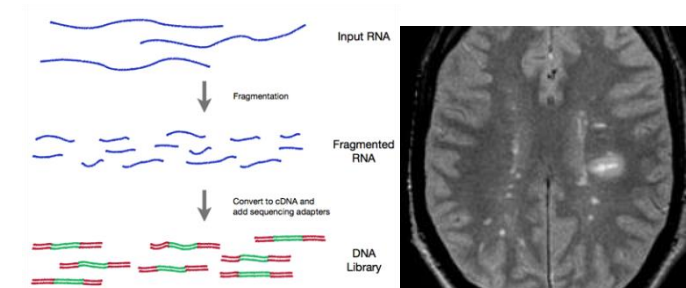 Input RNA
Fragmentation
Fragmented
RNA
Convert to cDNA and
add sequencing adapters
DNA
Library